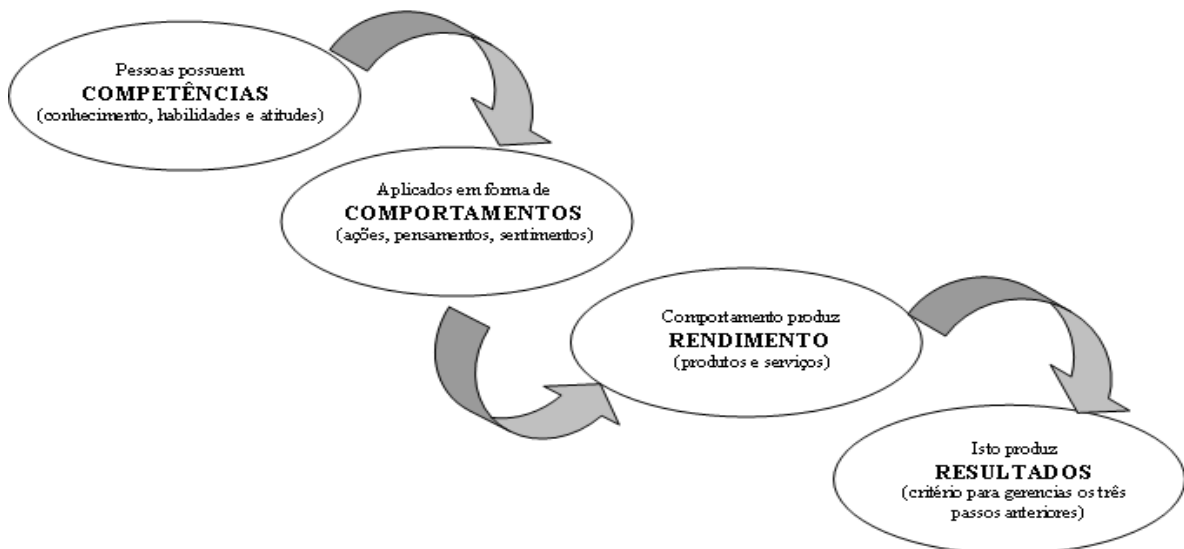 Pessoas possuem
COMPETÊNCIAS
(conhecimento, habilidades e atitudes)
Aplicados em forma de
COMPORTAMENTOS
(ações, pensamentos, sentimentos)
Comportamento produz
RENDIMENTO
(produtos e serviços)
Isto produz
RESULTADOS
(critério para gerencias os três
passos anteriores)